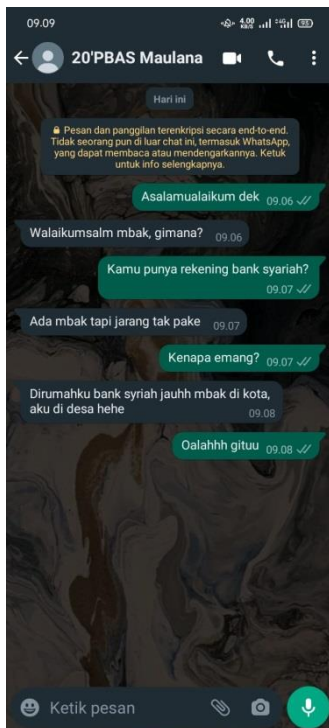 09.09
4.00
KB/S
4G
93
20'PBAS Maulana
Hari ini
Pesan dan panggilan terenkripsi secara end-to-end.
Tidak seorang pun di luar chat ini, termasuk WhatsApp,
yang dapat membaca atau mendengarkannya. Ketuk
untuk info selengkapnya.
Asalamualaikum dek 09.06
Walaikumsalm mbak, gimana? 09.06
Kamu punya rekening bank syariah?
09.07
Ada mbak tapi jarang tak pake 09.07
Kenapa emang? 09.07
Dirumahku bank syriah jauhh mbak di kota,
aku di desa hehe 09.08
Oalahhh gituu 09.08
Ketik pesan